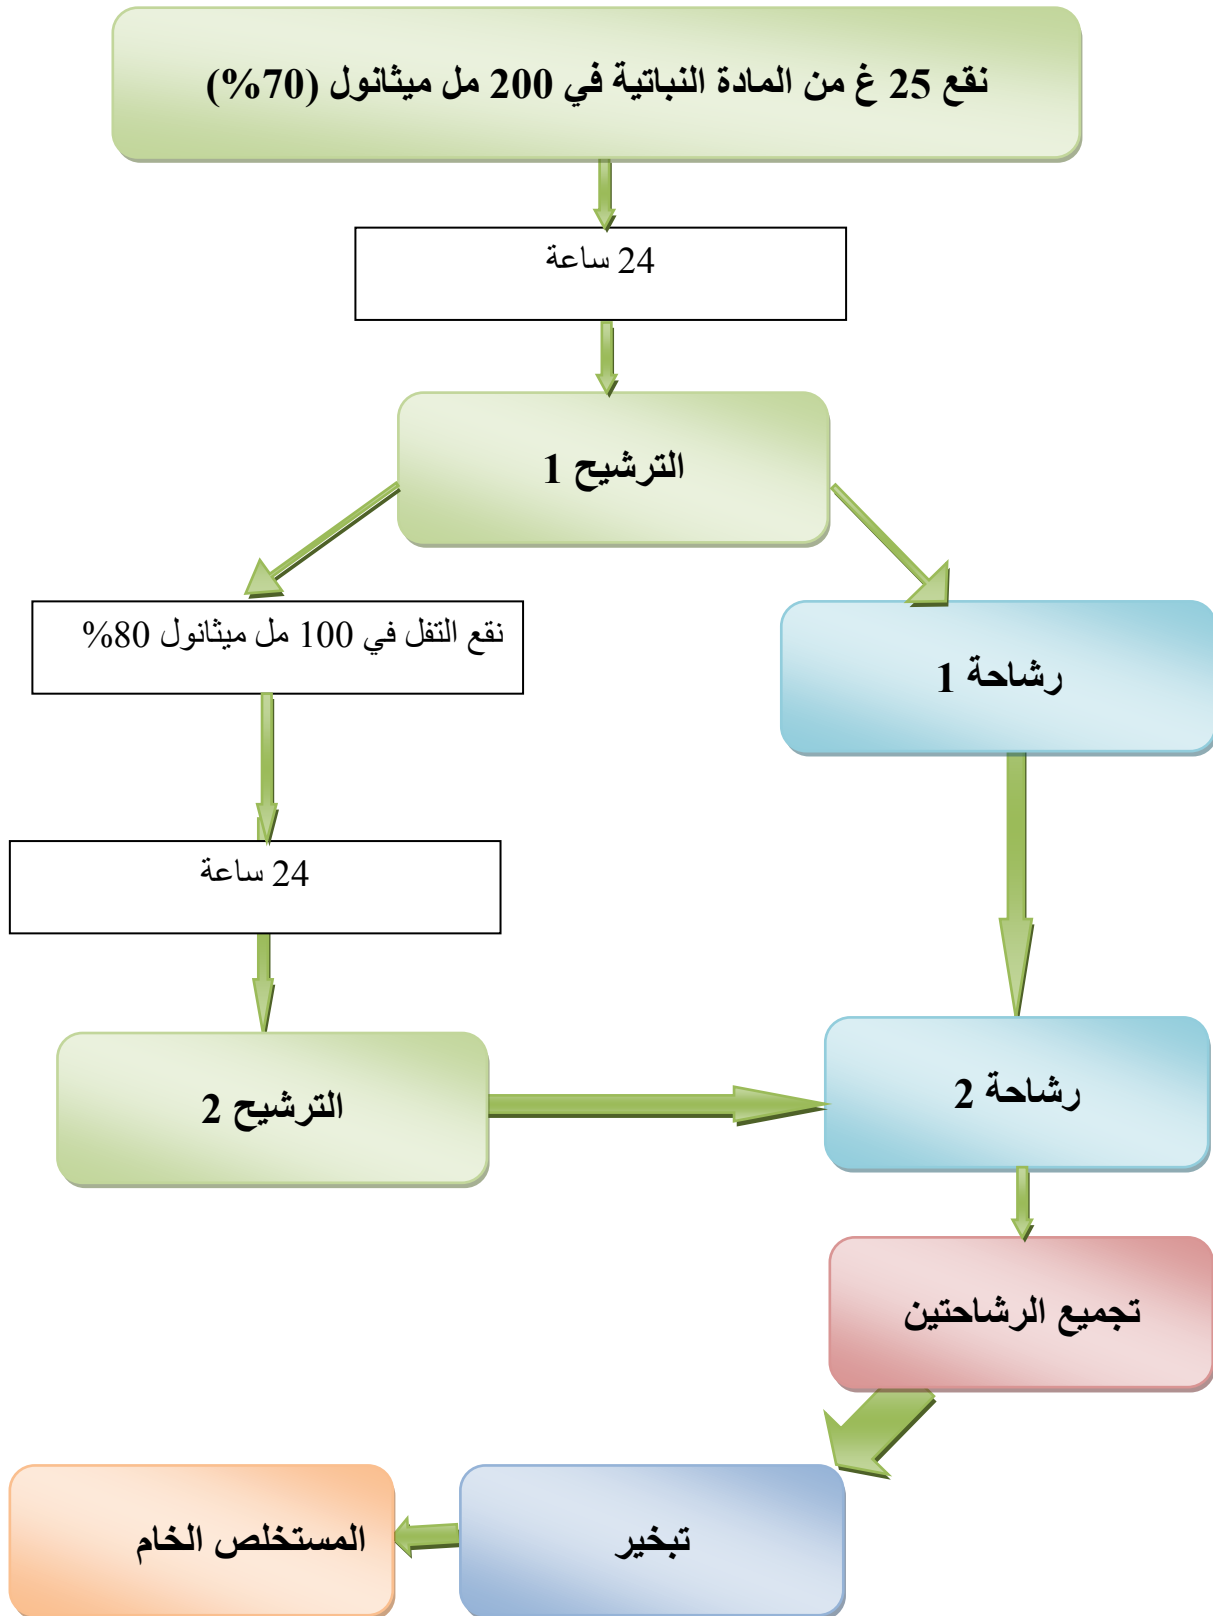 نقع 25 غ من المادة النباتية في 200 مل ميثانول (70%)
24 ساعة
الترشيح 1
نقع التفل في 100 مل ميثانول 80%
رشاحة 1
24 ساعة
الترشيح 2
رشاحة 2
تجميع الرشاحتين
تبخير
المستخلص الخام